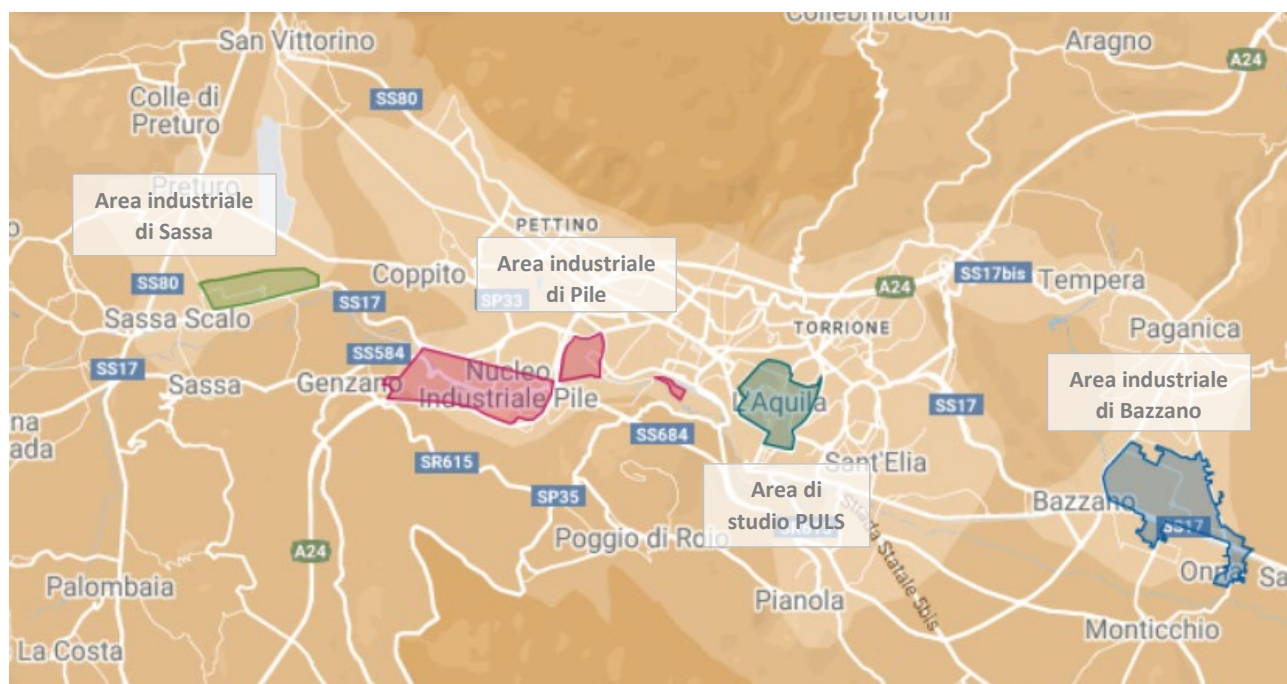 Collebrincioni
San Vittorino
Aragno
A24
Colle di
Preturo
SS80
Preturo
Area industriale
di Sassa
PETTINO
Area industriale
di Pile
Coppito
SS80
SS17
SP33
A24
SS17bis
Tempera
Sassa Scalo
TORRIONE
Paganica
SS584
SS17
Sassa
Genzano
Nucleo
Industriale Pile
L'Aquila
SS17
Area industriale
di Bazzano
SS684
SR615
Sant'Elia
SP35
Area di
studio PULS
Bazzano
SS17
Poggio di Roio
Strada Statale 5bis
A24
Onna
Palombaia
Pianola
Monticchio
La Costa